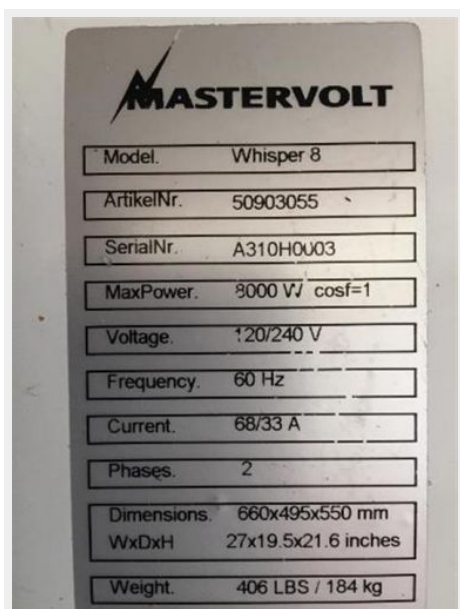 MASTERVOLT
Model. Whisper 8
ArtikelNr. 50903055
SerialNr. A310H0003
MaxPower. 8000 W cosf=1
Voltage. 120/240 V
Frequency. 60 Hz
Current. 68/33 A
Phases. 2
Dimensions. 660x495x550 mm
WxDxH 27x19.5x21.6 inches
Weight. 406 LBS / 184 kg